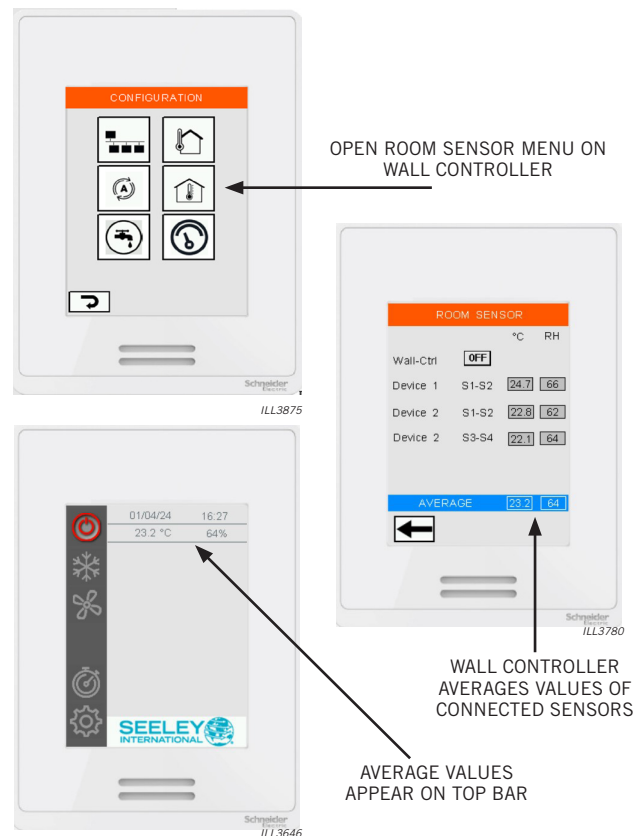 CONFIGURATION
A
OPEN ROOM SENSOR MENU ON
WALL CONTROLLER
Schneider
Electric
ILL3875
ROOM SENSOR
°C RH
Wall-Ctrl OFF
Device 1 S1-S2 24.7 66
Device 2 S1-S2 22.8 62
Device 2 S3-S4 22.1 64
AVERAGE 23.2 64
Schneider
Electric
ILL3780
WALL CONTROLLER
AVERAGES VALUES OF
CONNECTED SENSORS
01/04/24 16:27
23.2 °C 64%
SEELEY
INTERNATIONAL
Schneider
Electric
ILL3646
AVERAGE VALUES
APPEAR ON TOP BAR